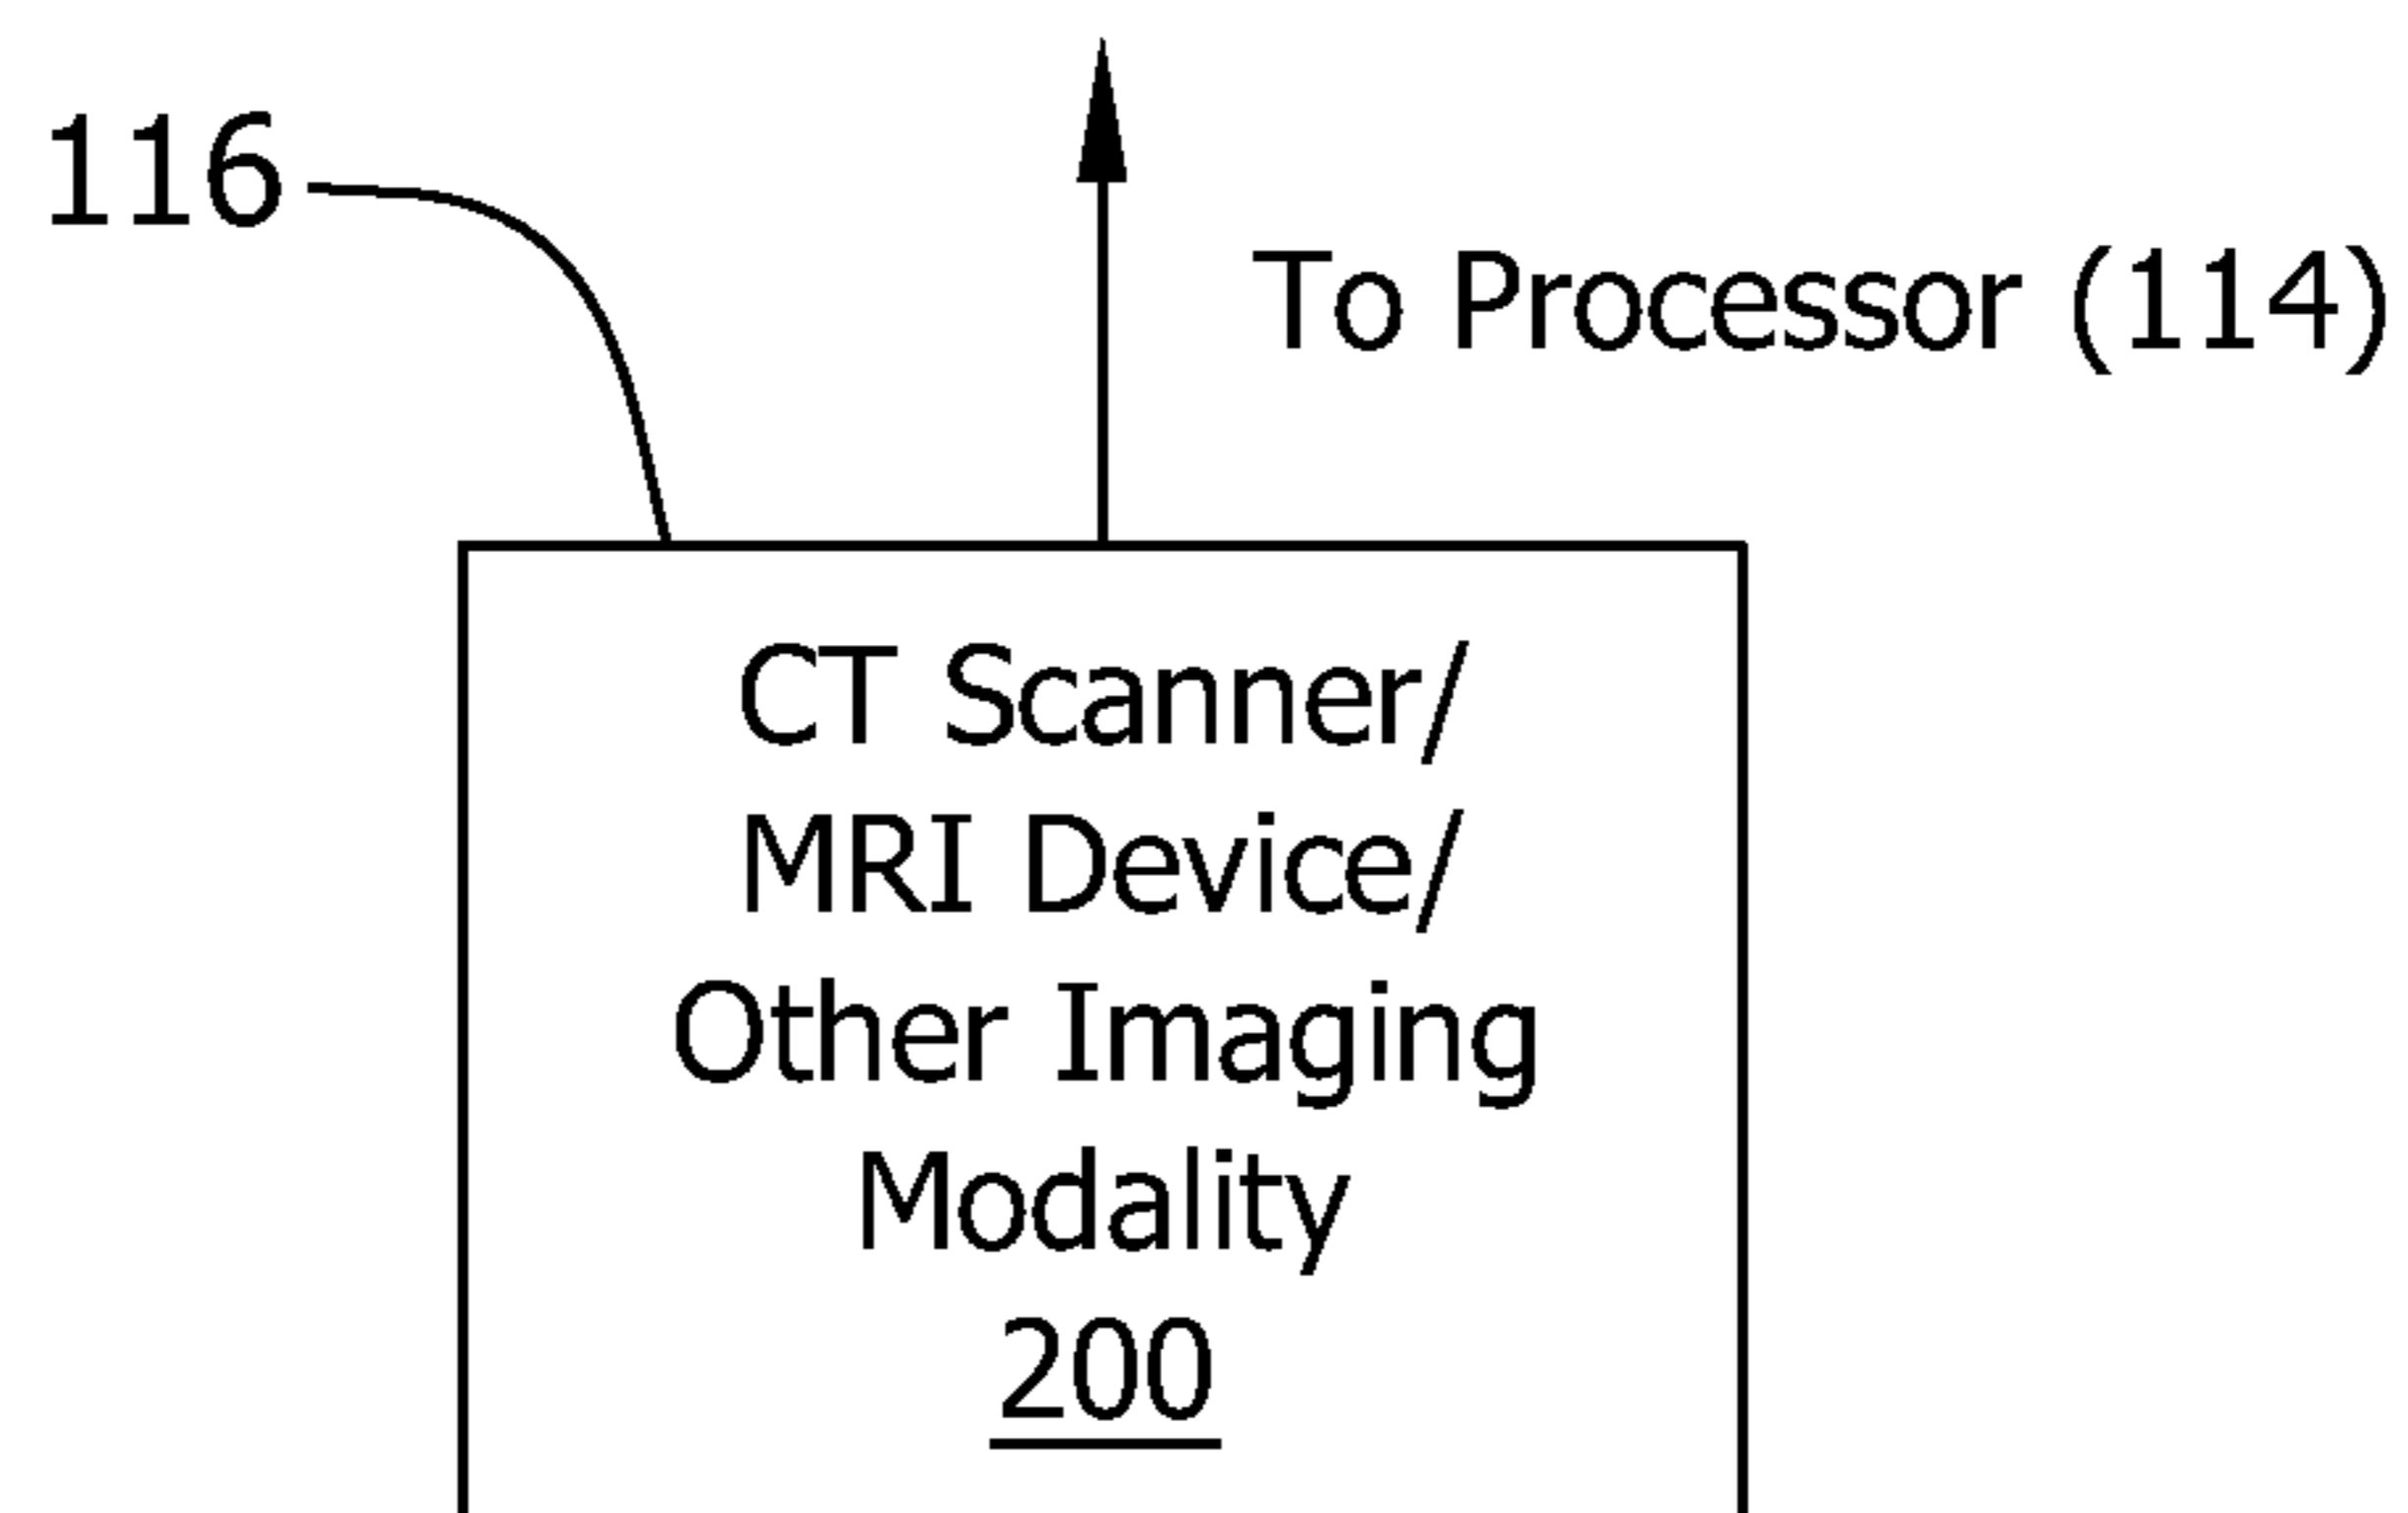 116
To Processor (114)
CT Scanner/
MRI Device/
Other Imaging
Modality
200